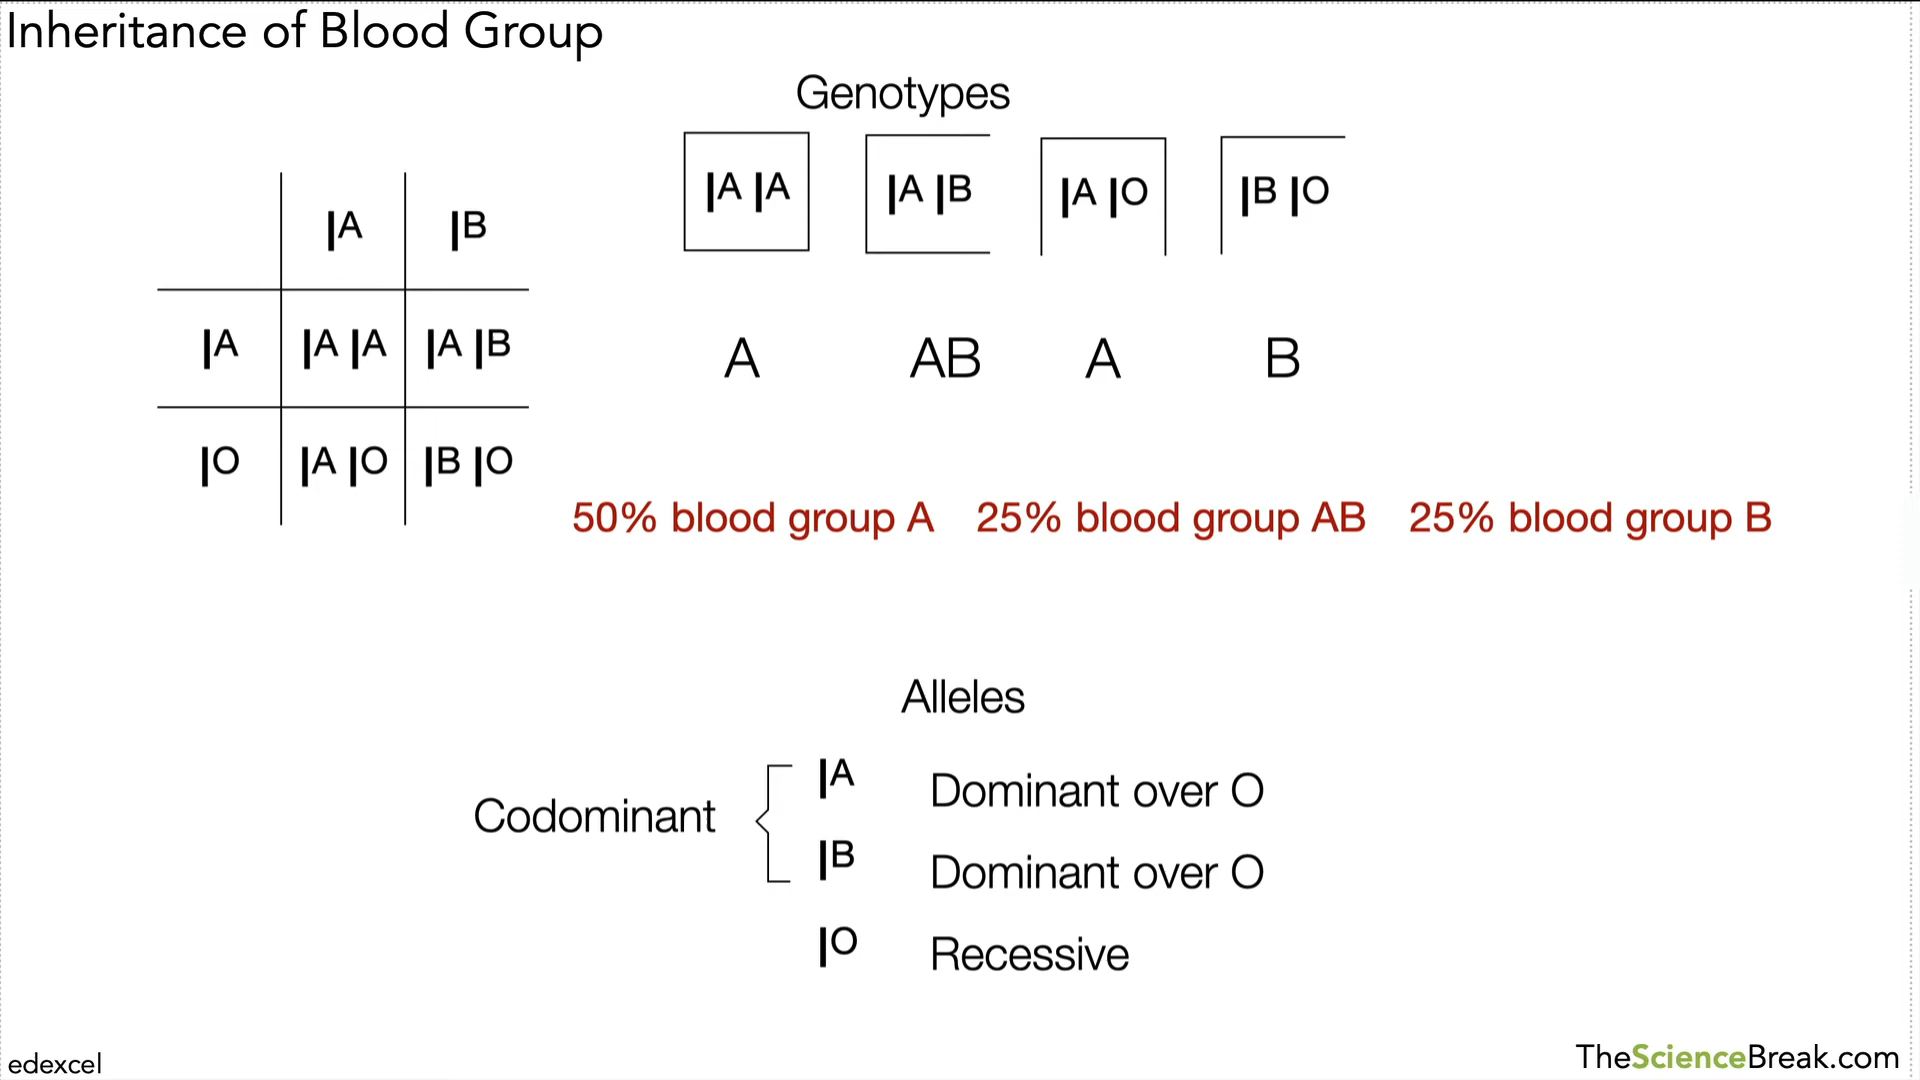 Inheritance of Blood Group
Genotypes
IA IA IA IB IA IO IB IO
A AB A B
IA IB
IA IA IA IA IB
IO IA IO IB IO
50% blood group A 25% blood group AB 25% blood group B
Alleles
Codominant
IA Dominant over O
IB Dominant over O
IO Recessive
edexcel
TheScienceBreak.com